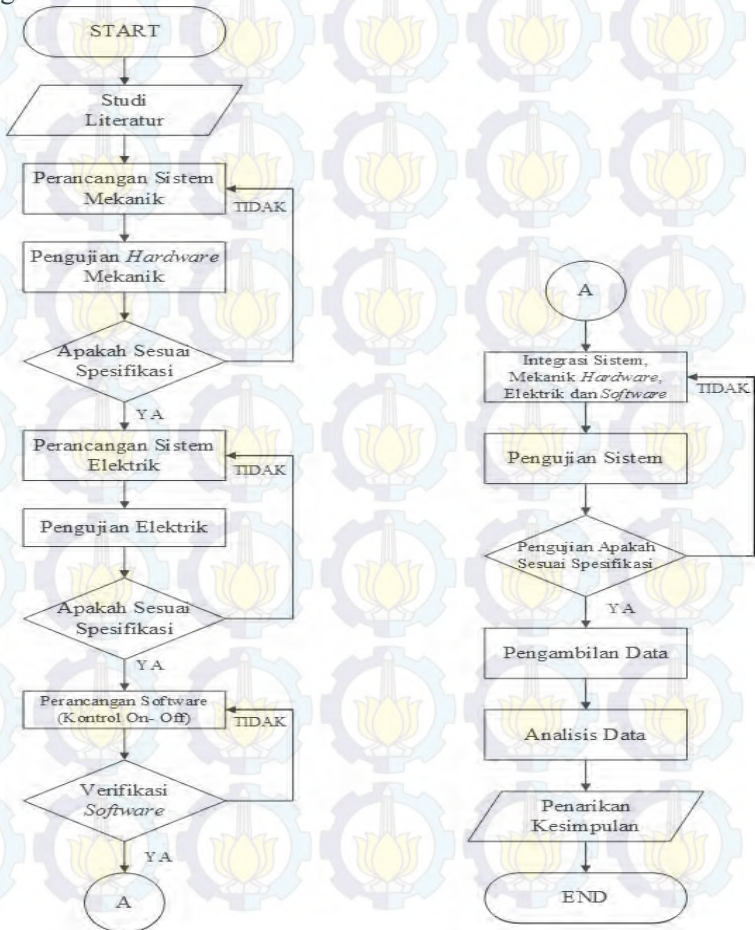 START
Studi
Literatur
Perancangan Sistem
Mekanik
TIDAK
Pengujian Hardware
Mekanik
Apakah Sesuai
Spesifikasi
YA
Perancangan Sistem
Elektrik
TIDAK
Pengujian Elektrik
Apakah Sesuai
Spesifikasi
YA
Perancangan Software
(Kontrol On- Off)
TIDAK
Verifikasi
Software
YA
A
A
Integrasi Sistem,
Mekanik Hardware,
Elektrik dan Software
TIDAK
Pengujian Sistem
Pengujian Apakah
Sesuai Spesifikasi
YA
Pengambilan Data
Analisis Data
Penarikan
Kesimpulan
END